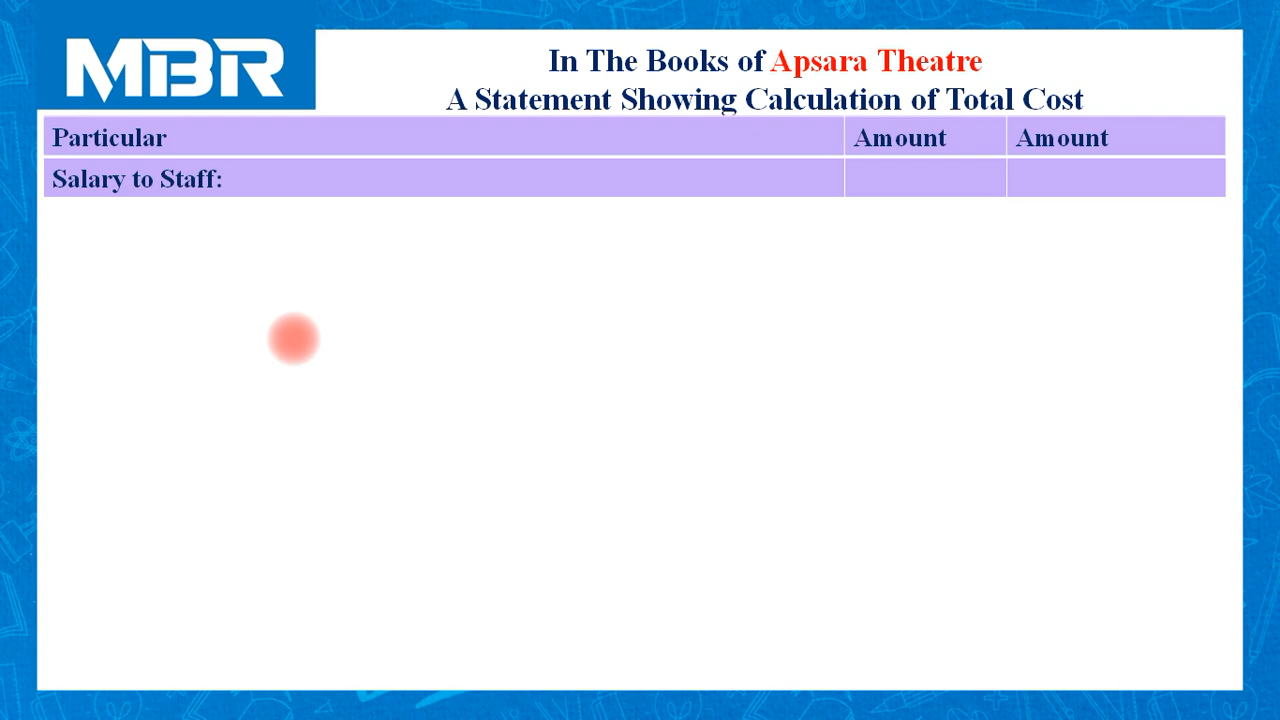 MBR
In The Books of Apsara Theatre
A Statement Showing Calculation of Total Cost
Particular Amount Amount
Salary to Staff: